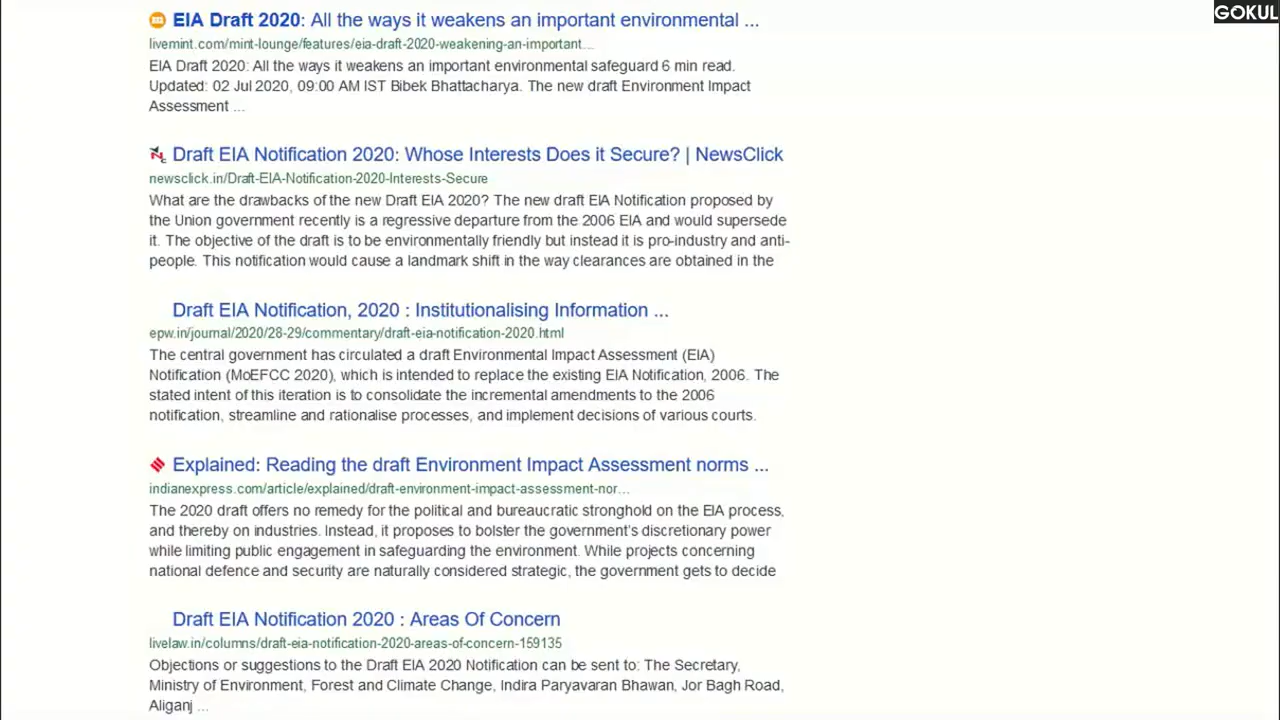 GOKUL
EIA Draft 2020: All the ways it weakens an important environmental ...
livemint.com/mint-lounge/features/eia-draft-2020-weakening-an-important...
EIA Draft 2020: All the ways it weakens an important environmental safeguard 6 min read.
Updated: 02 Jul 2020, 09:00 AM IST Bibek Bhattacharya. The new draft Environment Impact
Assessment ...
Draft EIA Notification 2020: Whose Interests Does it Secure? | NewsClick
newsclick.in/Draft-EIA-Notification-2020-Interests-Secure
What are the drawbacks of the new Draft EIA 2020? The new draft EIA Notification proposed by
the Union government recently is a regressive departure from the 2006 EIA and would supersede
it. The objective of the draft is to be environmentally friendly but instead it is pro-industry and anti-
people. This notification would cause a landmark shift in the way clearances are obtained in the
Draft EIA Notification, 2020 : Institutionalising Information ...
epw.in/journal/2020/28-29/commentary/draft-eia-notification-2020.html
The central government has circulated a draft Environmental Impact Assessment (EIA)
Notification (MoEFCC 2020), which is intended to replace the existing EIA Notification, 2006. The
stated intent of this iteration is to consolidate the incremental amendments to the 2006
notification, streamline and rationalise processes, and implement decisions of various courts.
Explained: Reading the draft Environment Impact Assessment norms ...
indianexpress.com/article/explained/draft-environment-impact-assessment-nor...
The 2020 draft offers no remedy for the political and bureaucratic stronghold on the EIA process,
and thereby on industries. Instead, it proposes to bolster the government's discretionary power
while limiting public engagement in safeguarding the environment. While projects concerning
national defence and security are naturally considered strategic, the government gets to decide
Draft EIA Notification 2020 : Areas Of Concern
livelaw.in/columns/draft-eia-notification-2020-areas-of-concern-159135
Objections or suggestions to the Draft EIA 2020 Notification can be sent to: The Secretary,
Ministry of Environment, Forest and Climate Change, Indira Paryavaran Bhawan, Jor Bagh Road,
Aliganj ...